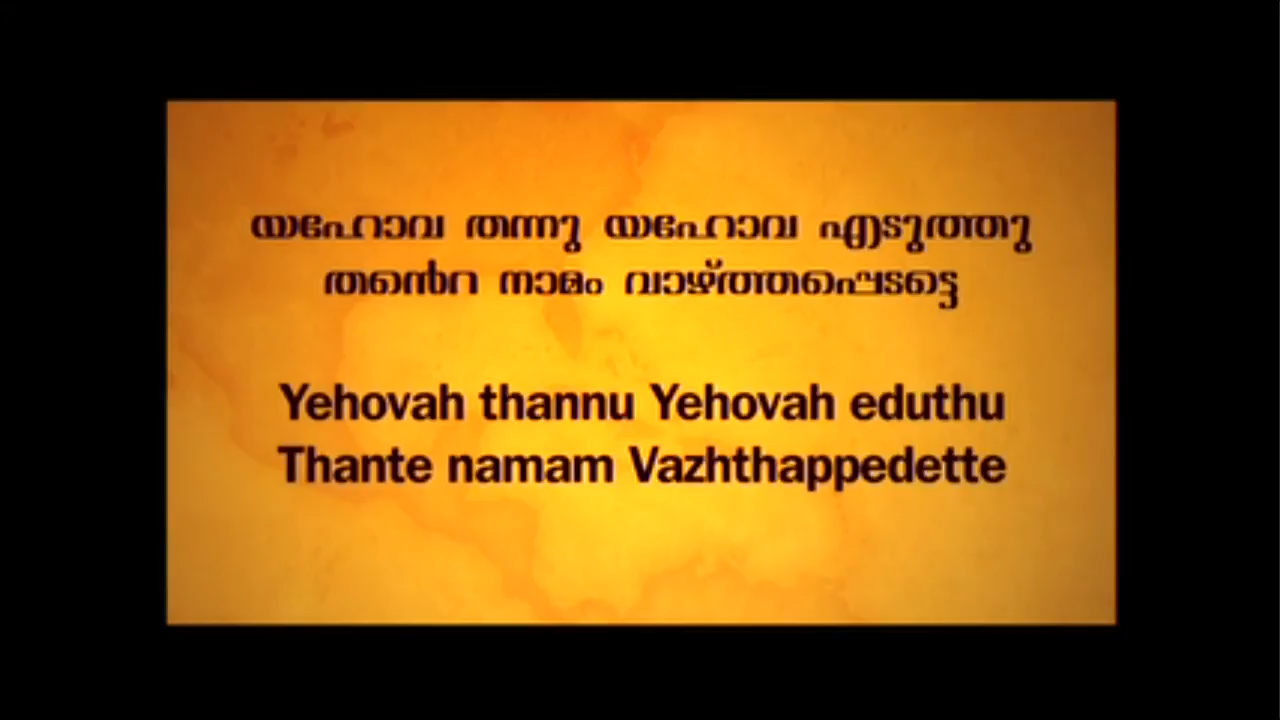 യഹോവ തന്നു യഹോവ എടുത്തു
തൻെറ നാമം വാഴ്ത്തപ്പെടട്ടെ
Yehovah thannu Yehovah eduthu
Thante namam Vazhthappedette